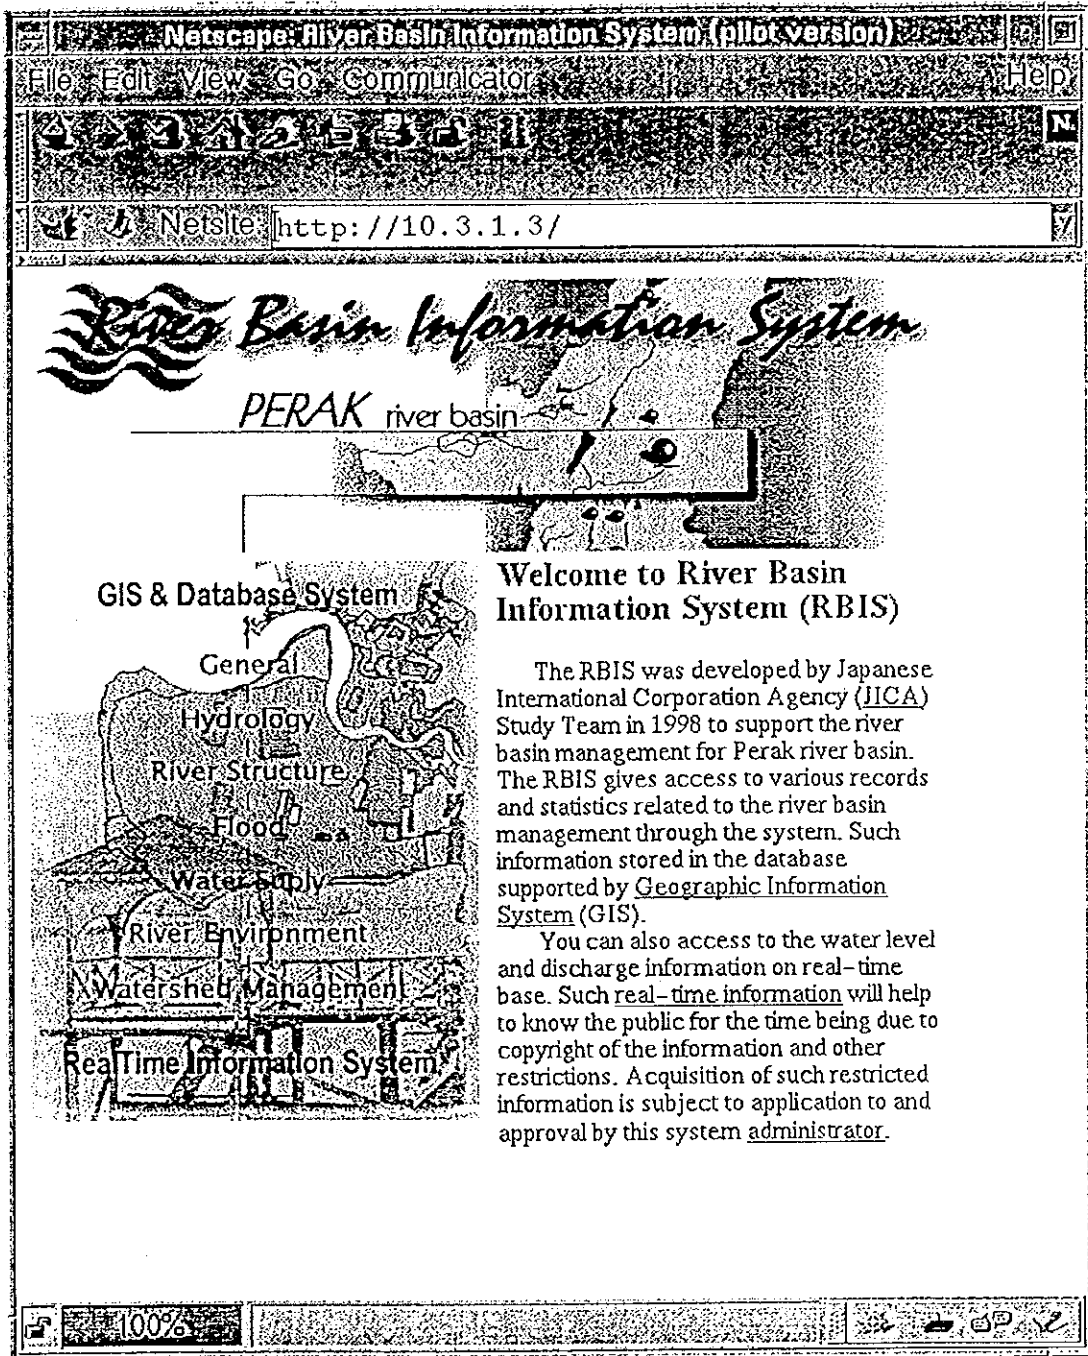 Netscape: River Basin Information System (pilot version)
File Edit View Go Communicator Help
N
Netsite: http://10.3.1.3/
River Basin Information System
PERAK river basin
GIS & Database System
General
Hydrology
River Structure
Flood
Water Suply
River Environment
Watershed Management
RealTime Information System
Welcome to River Basin
Information System (RBIS)
The RBIS was developed by Japanese
International Corporation Agency (JICA)
Study Team in 1998 to support the river
basin management for Perak river basin.
The RBIS gives access to various records
and statistics related to the river basin
management through the system. Such
information stored in the database
supported by Geographic Information
System (GIS).
You can also access to the water level
and discharge information on real-time
base. Such real-time information will help
to know the public for the time being due to
copyright of the information and other
restrictions. Acquisition of such restricted
information is subject to application to and
approval by this system administrator.
100%